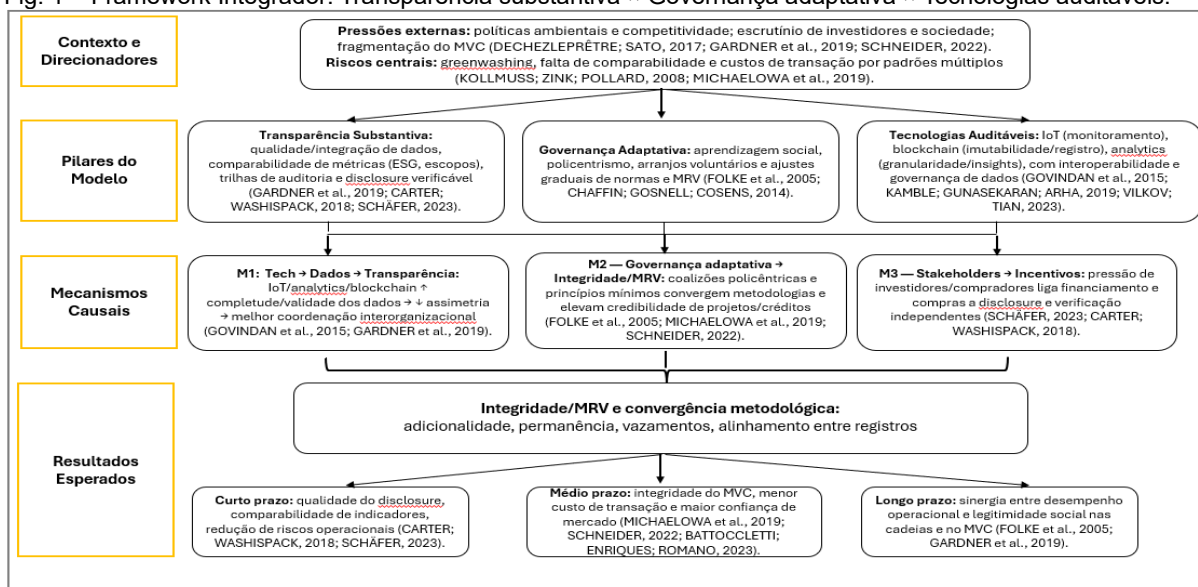 Fig. 1 – Framework integrador: Transparência substantiva ↔ Governança adaptativa ↔ Tecnologias auditáveis.
Contexto e
Direcionadores
Pressões externas: políticas ambientais e competitividade; escrutínio de investidores e sociedade;
fragmentação do MVC (DECHEZLEPRÊTRE; SATO, 2017; GARDNER et al., 2019; SCHNEIDER, 2022).
Riscos centrais: greenwashing, falta de comparabilidade e custos de transação por padrões múltiplos
(KOLLMUSS; ZINK; POLLARD, 2008; MICHAELOWA et al., 2019).
Pilares do
Modelo
Transparência Substantiva:
qualidade/integração de dados,
comparabilidade de métricas (ESG, escopos),
trilhas de auditoria e disclosure verificável
(GARDNER et al., 2019; CARTER;
WASHISPACK, 2018; SCHÄFER, 2023).
Governança Adaptativa: aprendizagem social,
policentrismo, arranjos voluntários e ajustes
graduais de normas e MRV (FOLKE et al., 2005;
CHAFFIN; GOSNELL; COSENS, 2014).
Tecnologias Auditáveis: IoT (monitoramento),
blockchain (imutabilidade/registro), analytics
(granularidade/insights), com interoperabilidade e
governança de dados (GOVINDAN et al., 2015;
KAMBLE; GUNASEKARAN; ARHA, 2019; VILKOV;
TIAN, 2023).
Mecanismos
Causais
M1: Tech → Dados → Transparência:
IoT/analytics/blockchain ↑
completude/validade dos dados → ↓ assimetria
→ melhor coordenação interorganizacional
(GOVINDAN et al., 2015; GARDNER et al., 2019).
M2 — Governança adaptativa →
Integridade/MRV: coalizões policêntricas e
princípios mínimos convergem metodologias e
elevam credibilidade de projetos/créditos
(FOLKE et al., 2005; MICHAELOWA et al., 2019;
SCHNEIDER, 2022).
M3 — Stakeholders → Incentivos: pressão de
investidores/compradores liga financiamento e
compras a disclosure e verificação
independentes (SCHÄFER, 2023; CARTER;
WASHISPACK, 2018).
Resultados
Esperados
Integridade/MRV e convergência metodológica:
adicionalidade, permanência, vazamentos, alinhamento entre registros
Curto prazo: qualidade do disclosure,
comparabilidade de indicadores,
redução de riscos operacionais (CARTER;
WASHISPACK, 2018; SCHÄFER, 2023).
Médio prazo: integridade do MVC, menor
custo de transação e maior confiança de
mercado (MICHAELOWA et al., 2019;
SCHNEIDER, 2022; BATTOCCLETTI;
ENRIQUES; ROMANO, 2023).
Longo prazo: sinergia entre desempenho
operacional e legitimidade social nas
cadeias e no MVC (FOLKE et al., 2005;
GARDNER et al., 2019).